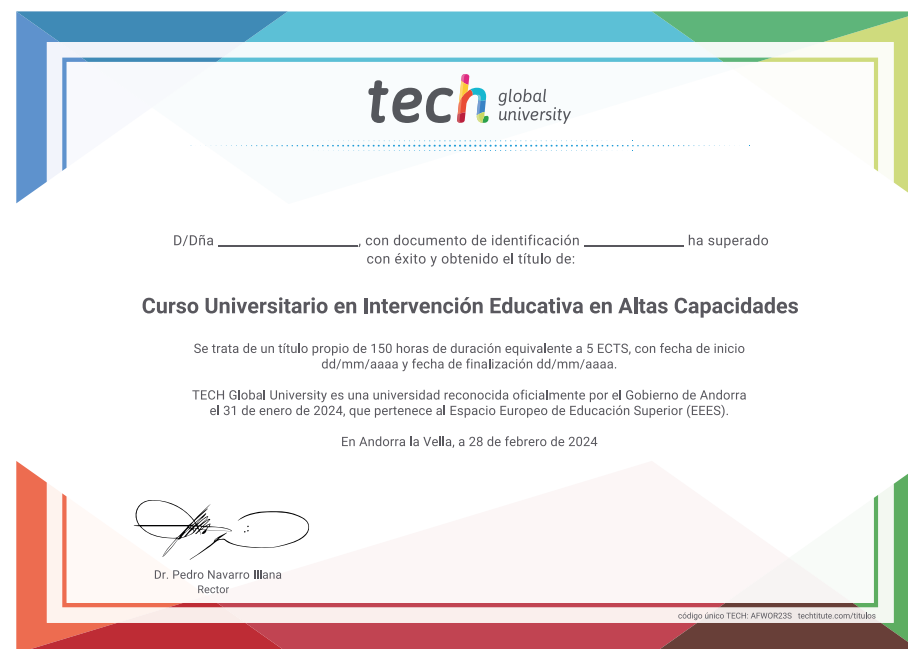 tech global university
D/Dña ____________________, con documento de identificación ______________ ha superado
con éxito y obtenido el título de:
Curso Universitario en Intervención Educativa en Altas Capacidades
Se trata de un título propio de 150 horas de duración equivalente a 5 ECTS, con fecha de inicio
dd/mm/aaaa y fecha de finalización dd/mm/aaaa.
TECH Global University es una universidad reconocida oficialmente por el Gobierno de Andorra
el 31 de enero de 2024, que pertenece al Espacio Europeo de Educación Superior (EEES).
En Andorra la Vella, a 28 de febrero de 2024
Dr. Pedro Navarro Illana
Rector
código único TECH: AFWOR23S techtitute.com/titulos